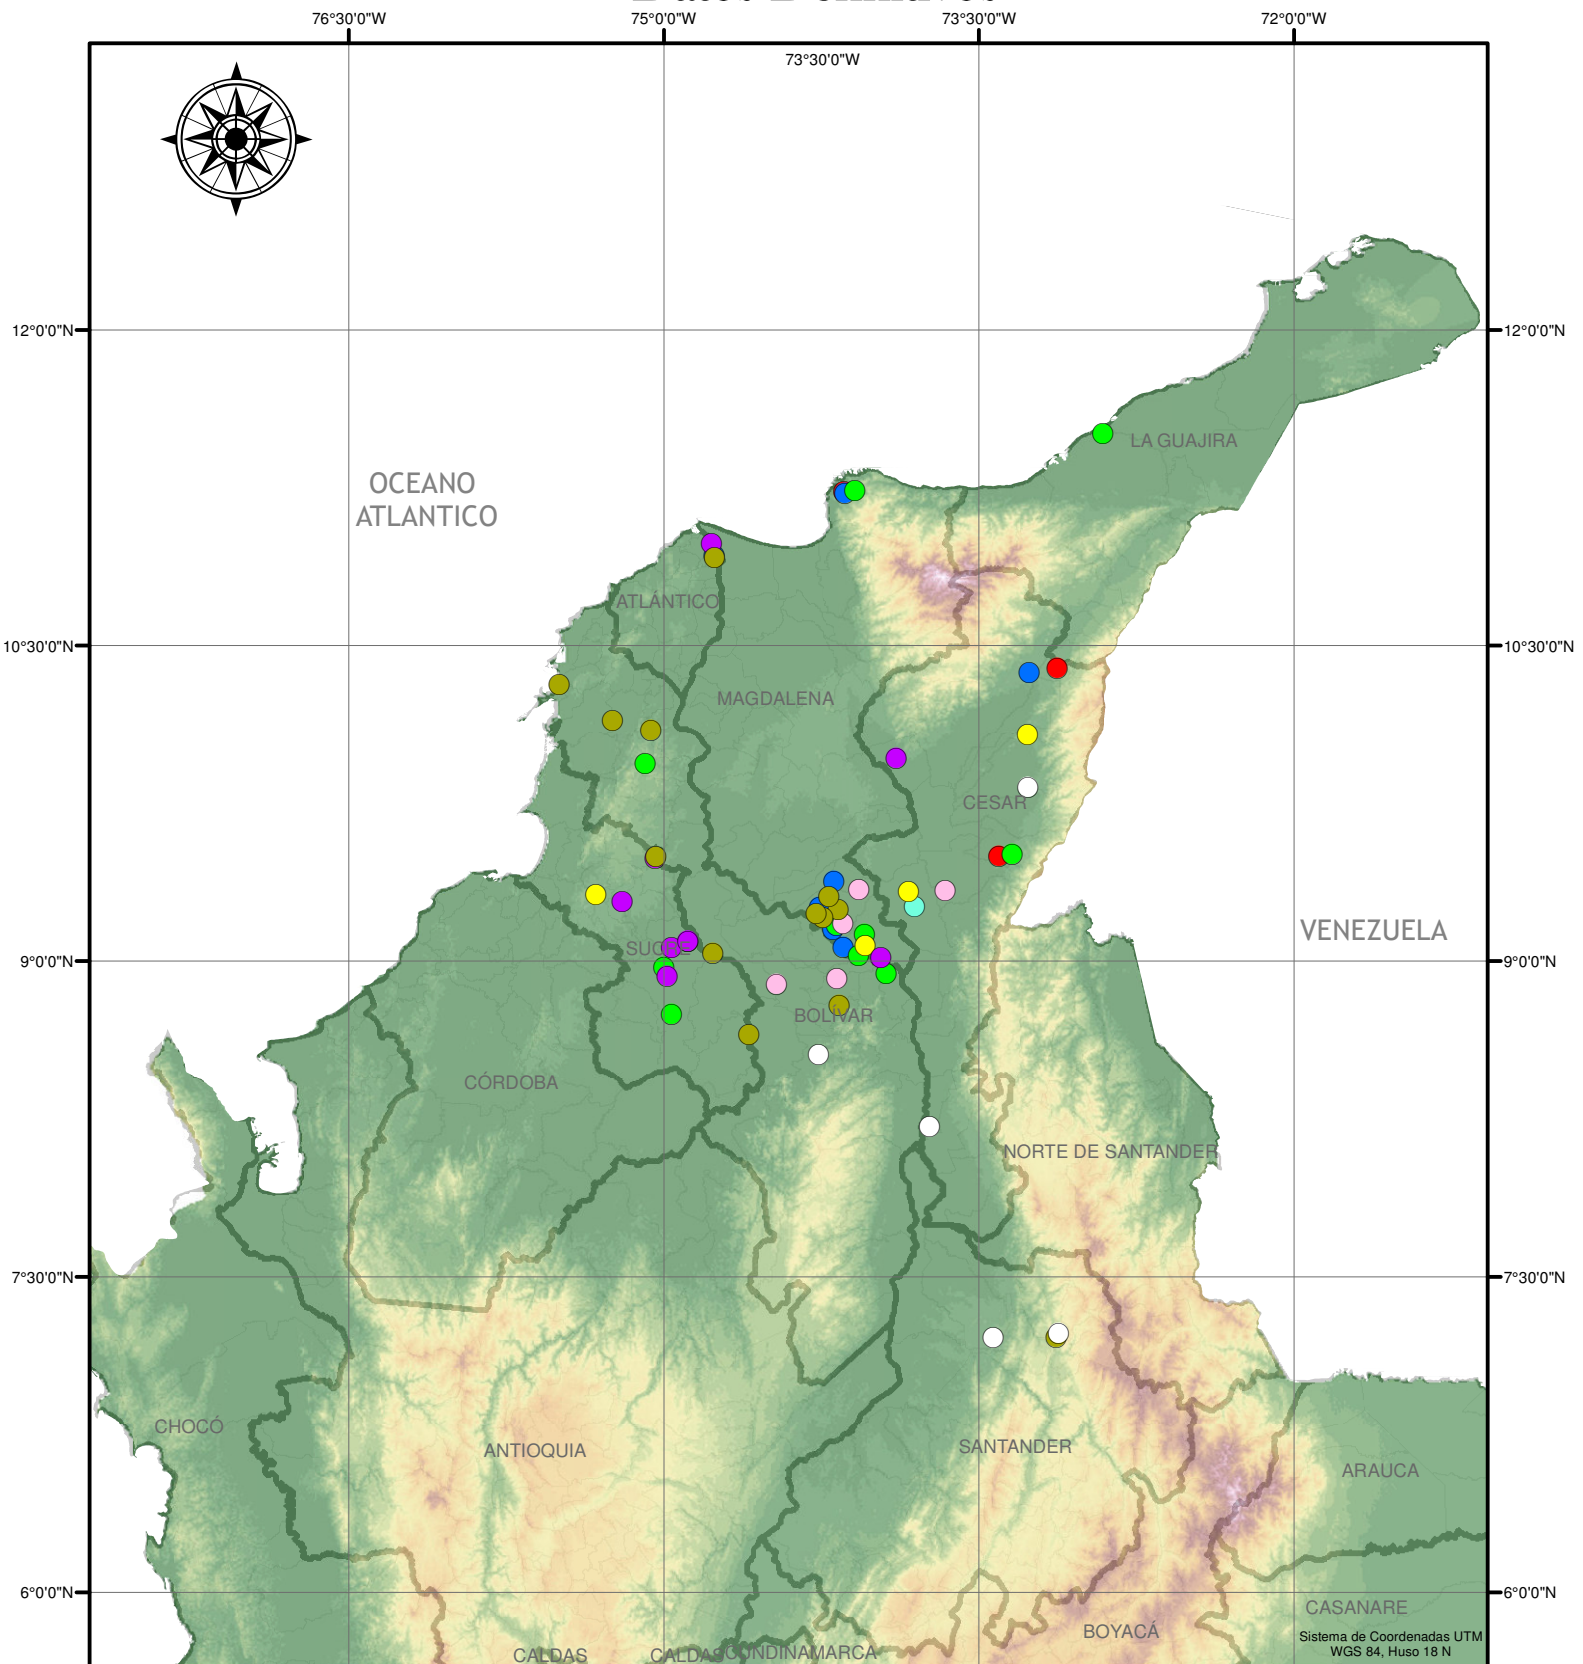 76°30'0"W 75°0'0"W 73°30'0"W 72°0'0"W
73°30'0"W
12°0'0"N 12°0'0"N
LA GUAJIRA
OCEANO
ATLANTICO
ATLÁNTICO
10°30'0"N 10°30'0"N
MAGDALENA
CESAR
VENEZUELA
SUCRE
9°0'0"N 9°0'0"N
BOLÍVAR
CÓRDOBA
NORTE DE SANTANDER
7°30'0"N 7°30'0"N
CHOCÓ
ANTIOQUIA
SANTANDER
ARAUCA
6°0'0"N 6°0'0"N
CASANARE
BOYACÁ
Sistema de Coordenadas UTM
WGS 84, Huso 18 N
CALDAS CALDAS CUNDINAMARCA